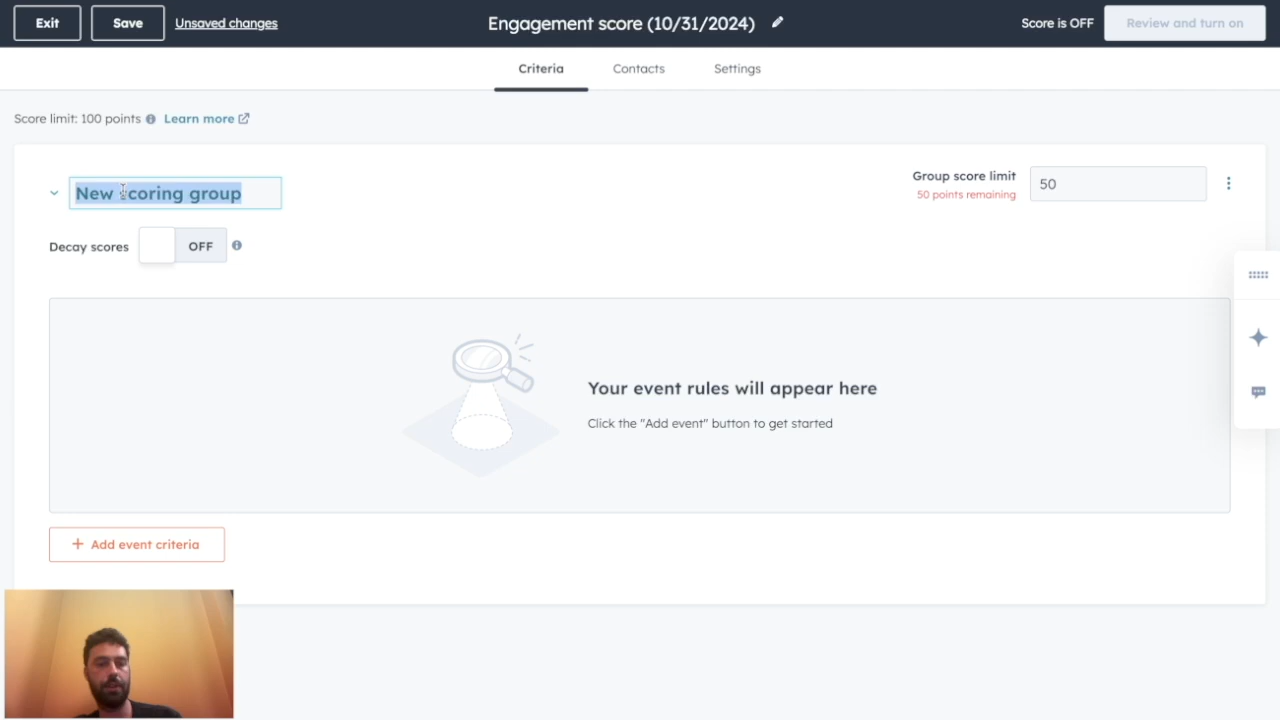 Exit
Save
Unsaved changes
Engagement score (10/31/2024)
Score is OFF
Review and turn on
Criteria
Contacts
Settings
Score limit: 100 points
Learn more
New scoring group
Group score limit
50 points remaining
50
Decay scores
OFF
Your event rules will appear here
Click the "Add event" button to get started
+ Add event criteria